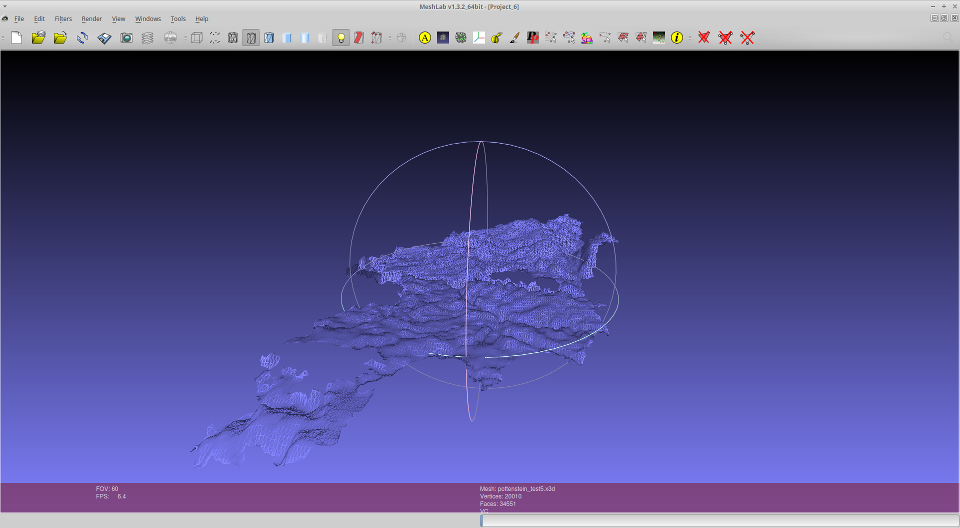 MeshLab v1.3.2_64bit - [Project_6]
File Edit Filters Render View Windows Tools Help
A
i
FOV: 60
FPS: 6.4
Mesh: pottenstein_test5.x3d
Vertices: 20010
Faces: 34551
VC